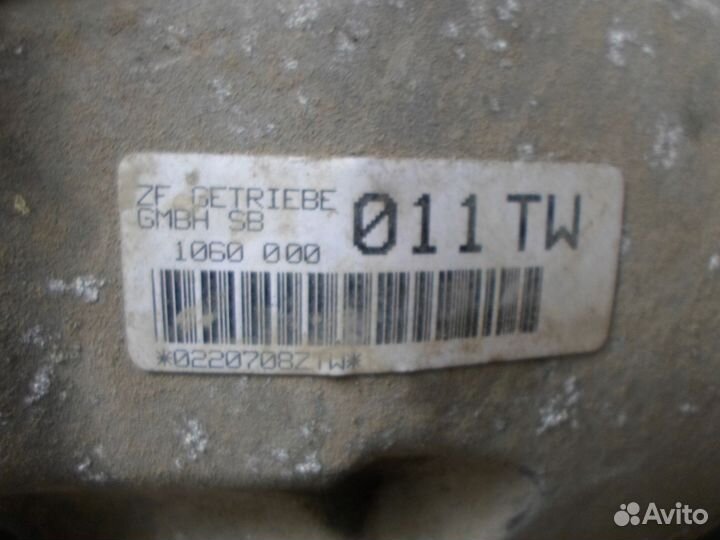 ZF GETRIEBE
GMBH SB
1060 000
011 TW
*0220708ZTW*
Avito